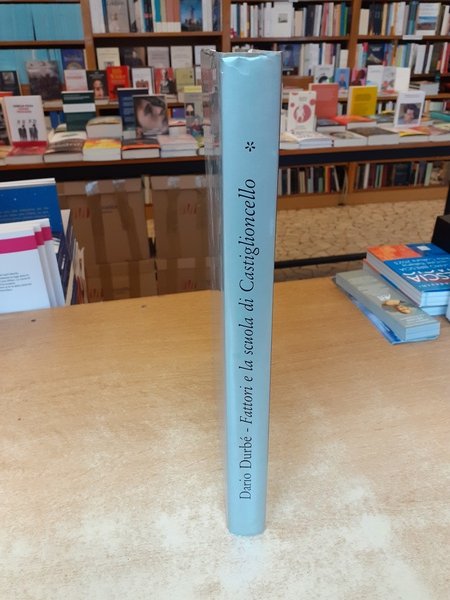 Dario Durbé - Fattori e la scuola di Castiglioncello *